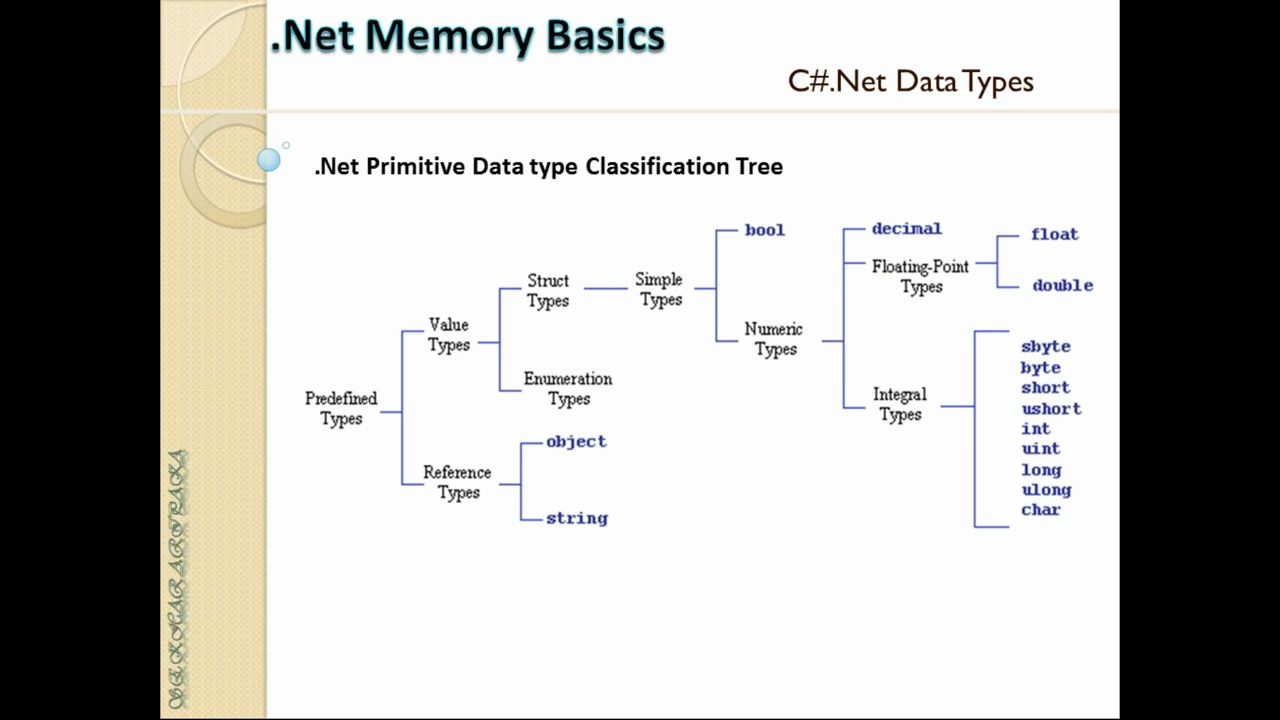 .Net Memory Basics
C#.Net Data Types
.Net Primitive Data type Classification Tree
Predefined
Types
Value
Types
Reference
Types
Struct
Types
Enumeration
Types
object
string
Simple
Types
bool
Numeric
Types
decimal
Floating-Point
Types
Integral
Types
float
double
sbyte
byte
short
ushort
int
uint
long
ulong
char